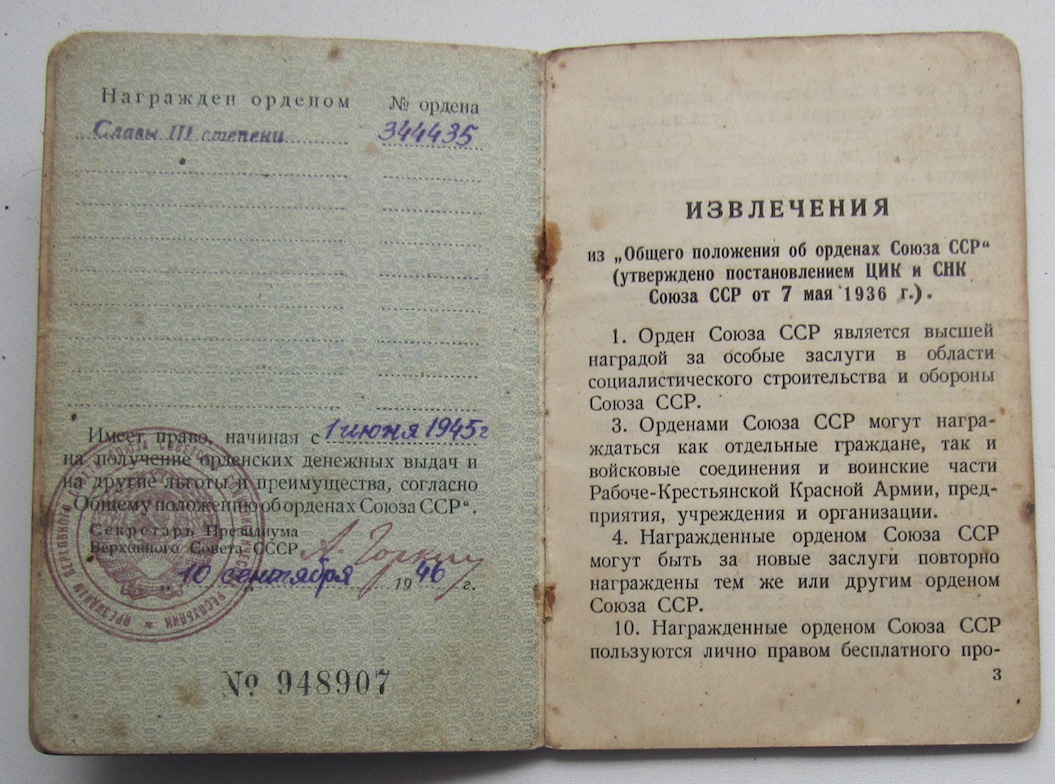 Награжден орденом № ордена
Славы III степени 344435
Имеет право, начиная с 1 июня 1945 г
на получение орденских денежных выдач и
на другие льготы и преимущества, согласно
„Общему положению об орденах Союза ССР“.
Секретарь Президиума
Верховного Совета СССР А. Горкин
10 сентября 1946 г.
№ 948907
ИЗВЛЕЧЕНИЯ
из „Общего положения об орденах Союза ССР“
(утверждено постановлением ЦИК и СНК
Союза ССР от 7 мая 1936 г.).
1. Орден Союза ССР является высшей
наградой за особые заслуги в области
социалистического строительства и обороны
Союза ССР.
3. Орденами Союза ССР могут награ-
ждаться как отдельные граждане, так и
войсковые соединения и воинские части
Рабоче-Крестьянской Красной Армии, пред-
приятия, учреждения и организации.
4. Награжденные орденом Союза ССР
могут быть за новые заслуги повторно
награждены тем же или другим орденом
Союза ССР.
10. Награжденные орденом Союза ССР
пользуются лично правом бесплатного про-
3